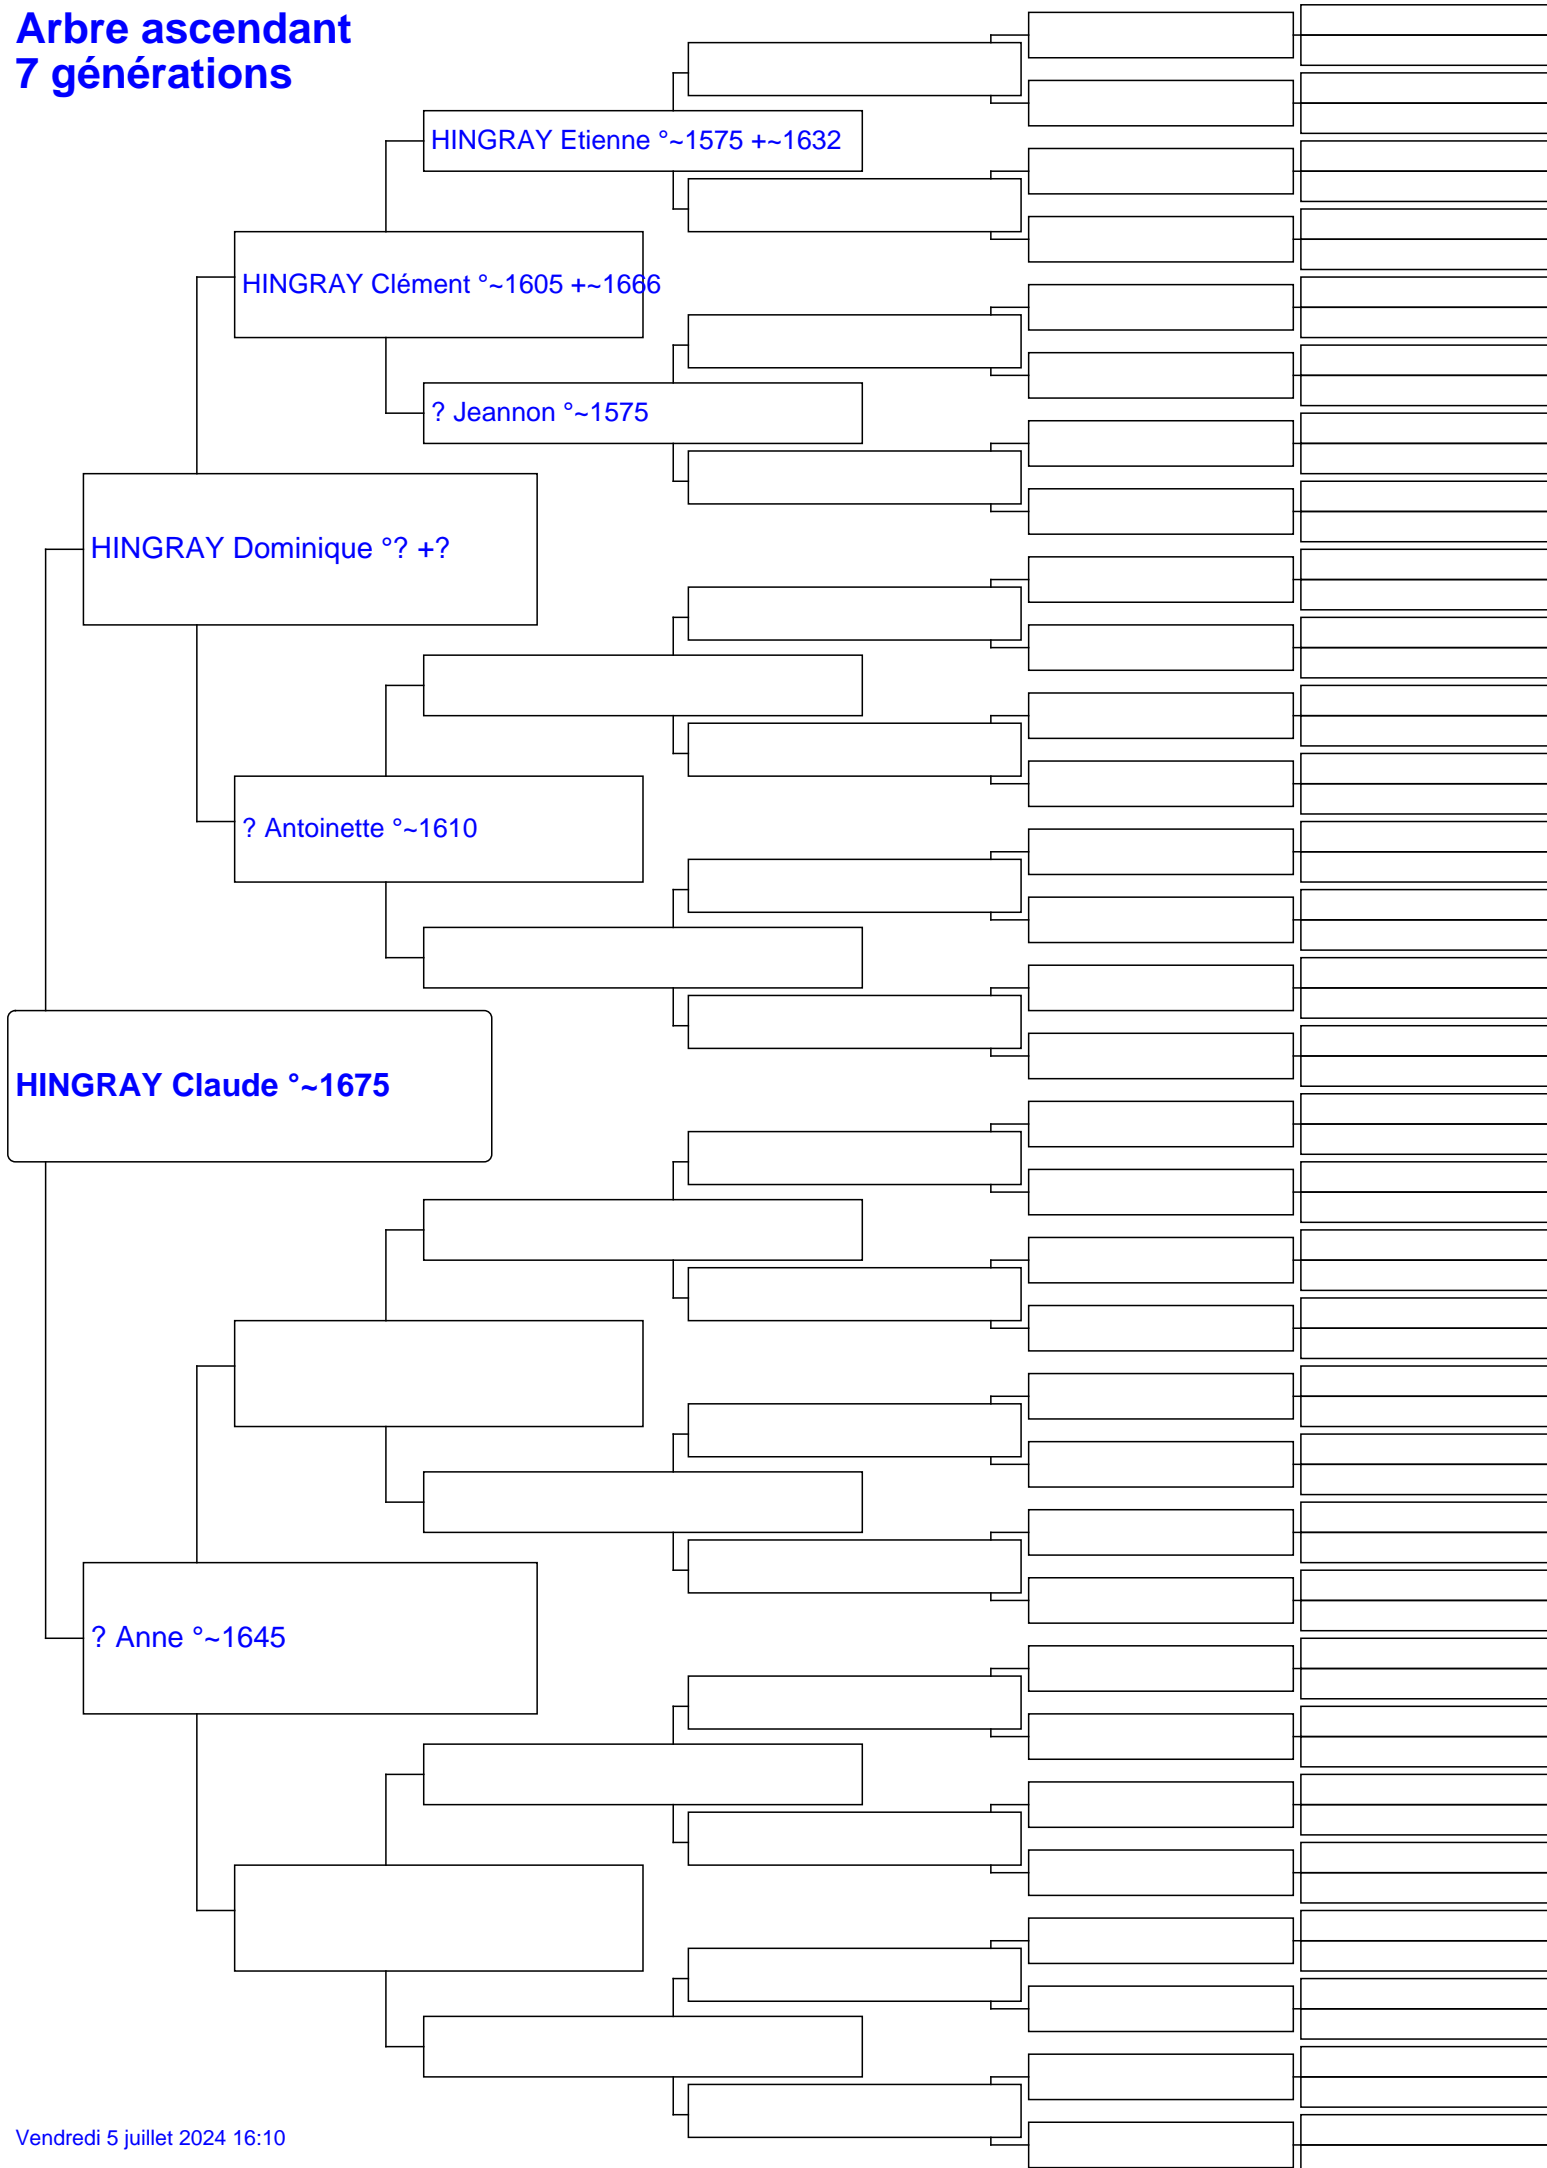 Arbre ascendant
7 générations
HINGRAY Etienne °~1575 +~1632
HINGRAY Clément °~1605 +~1666
? Jeannon °~1575
HINGRAY Dominique °? +?
? Antoinette °~1610
HINGRAY Claude °~1675
? Anne °~1645
Vendredi 5 juillet 2024 16:10